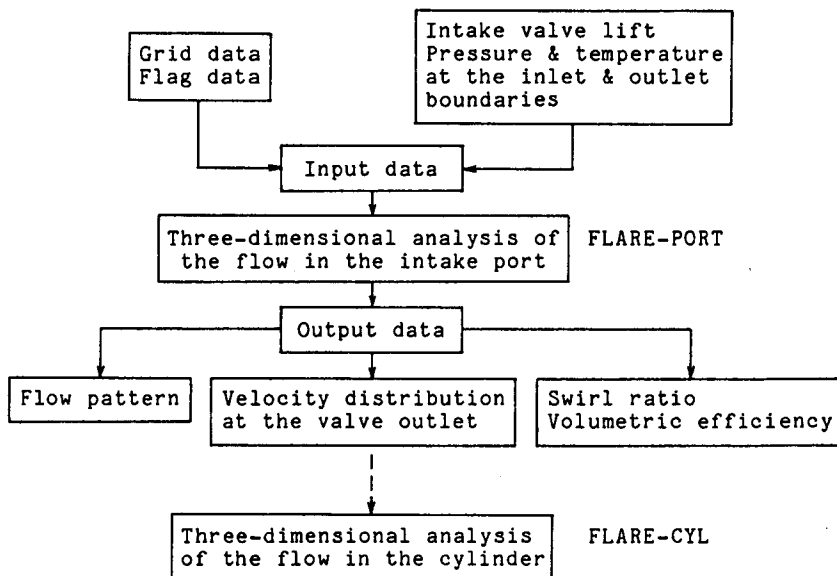 Grid data
Flag data
Intake valve lift
Pressure & temperature
at the inlet & outlet
boundaries
Input data
Three-dimensional analysis of
the flow in the intake port
FLARE-PORT
Output data
Flow pattern
Velocity distribution
at the valve outlet
Swirl ratio
Volumetric efficiency
Three-dimensional analysis
of the flow in the cylinder
FLARE-CYL